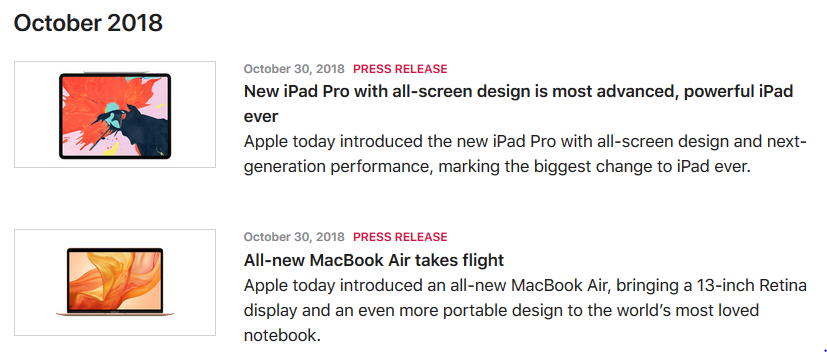 October 2018
October 30, 2018 PRESS RELEASE
New iPad Pro with all-screen design is most advanced, powerful iPad
ever
Apple today introduced the new iPad Pro with all-screen design and next-
generation performance, marking the biggest change to iPad ever.
October 30, 2018 PRESS RELEASE
All-new MacBook Air takes flight
Apple today introduced an all-new MacBook Air, bringing a 13-inch Retina
display and an even more portable design to the world’s most loved
notebook.